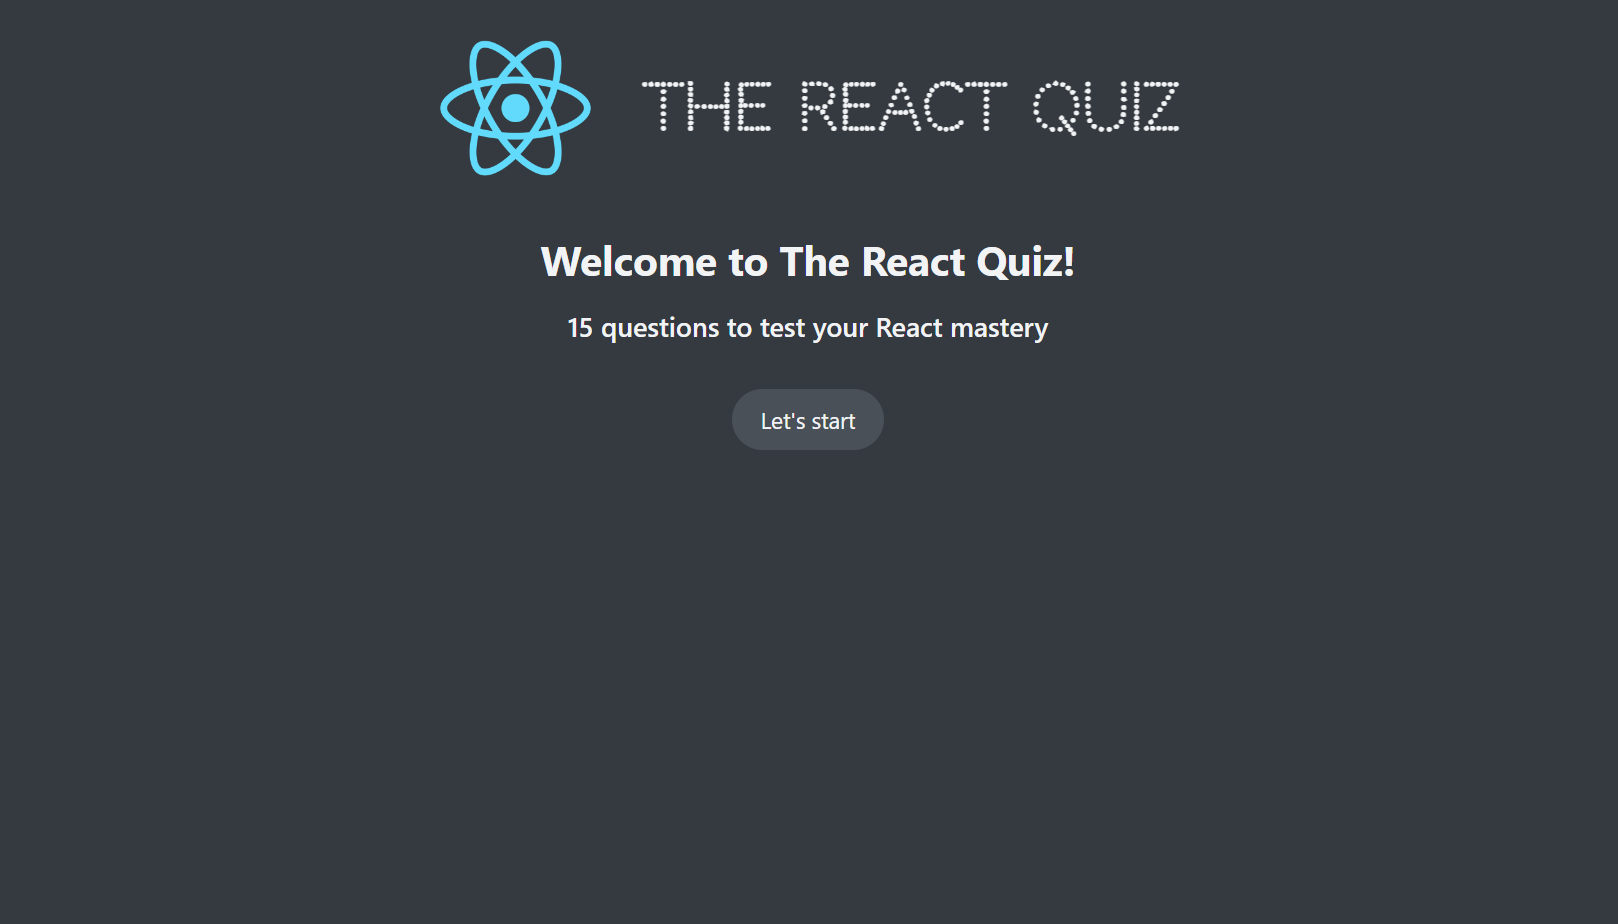 THE REACT QUIZ
Welcome to The React Quiz!
15 questions to test your React mastery
Let's start